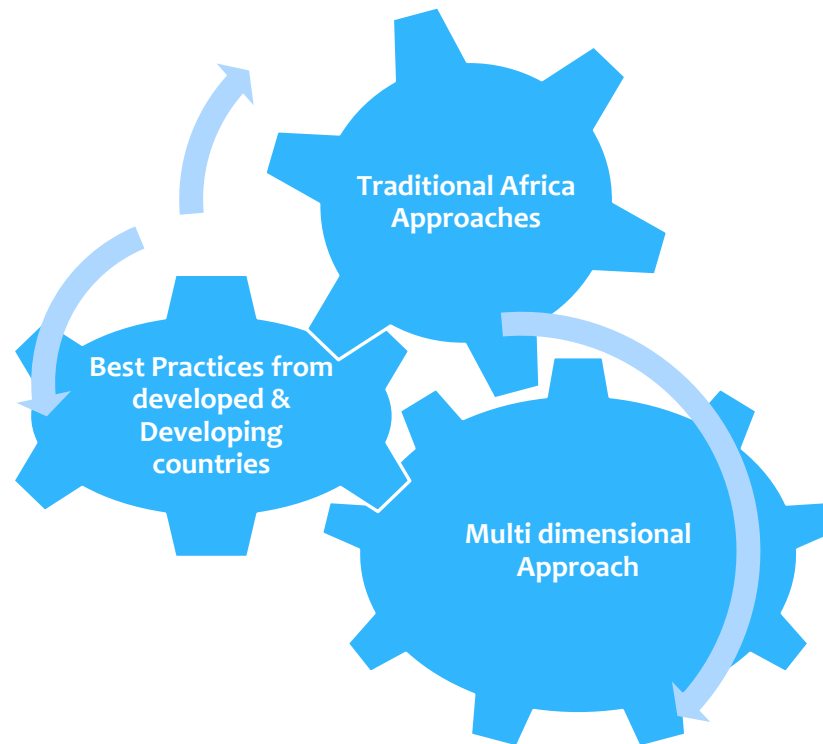 Traditional Africa
Approaches
Best Practices from
developed &
Developing
countries
Multi dimensional
Approach